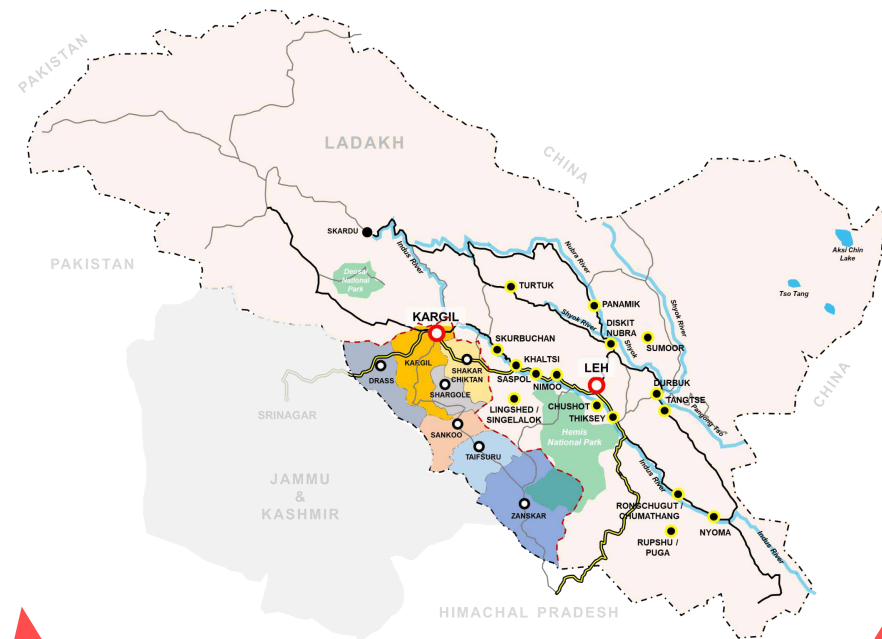 PAKISTAN
LADAKH
CHINA
SKARDU
Indus River
Nubra River
Aksi Chin
Lake
PAKISTAN
Deosai
National
Park
Tso Tang
TURTUK
PANAMIK
Shyok River
Shyok River
KARGIL
DISKIT
NUBRA
Shyok
SUMOOR
SKURBUCHAN
KARGIL
SHAKAR
CHIKTAN
KHALTSI
LEH
CHINA
DRASS
SASPOL
NIMOO
DURBUK
TANGTSE
SHARGOLE
SRINAGAR
LINGSHED /
SINGELALOK
CHUSHOT
THIKSEY
Pangong Tso
SANKOO
Hemis
National Park
TAIFSURU
Indus River
JAMMU
&
KASHMIR
ZANSKAR
RONGCHUGUT /
CHUMATHANG
NYOMA
RUPSHU /
PUGA
Indus River
HIMACHAL PRADESH